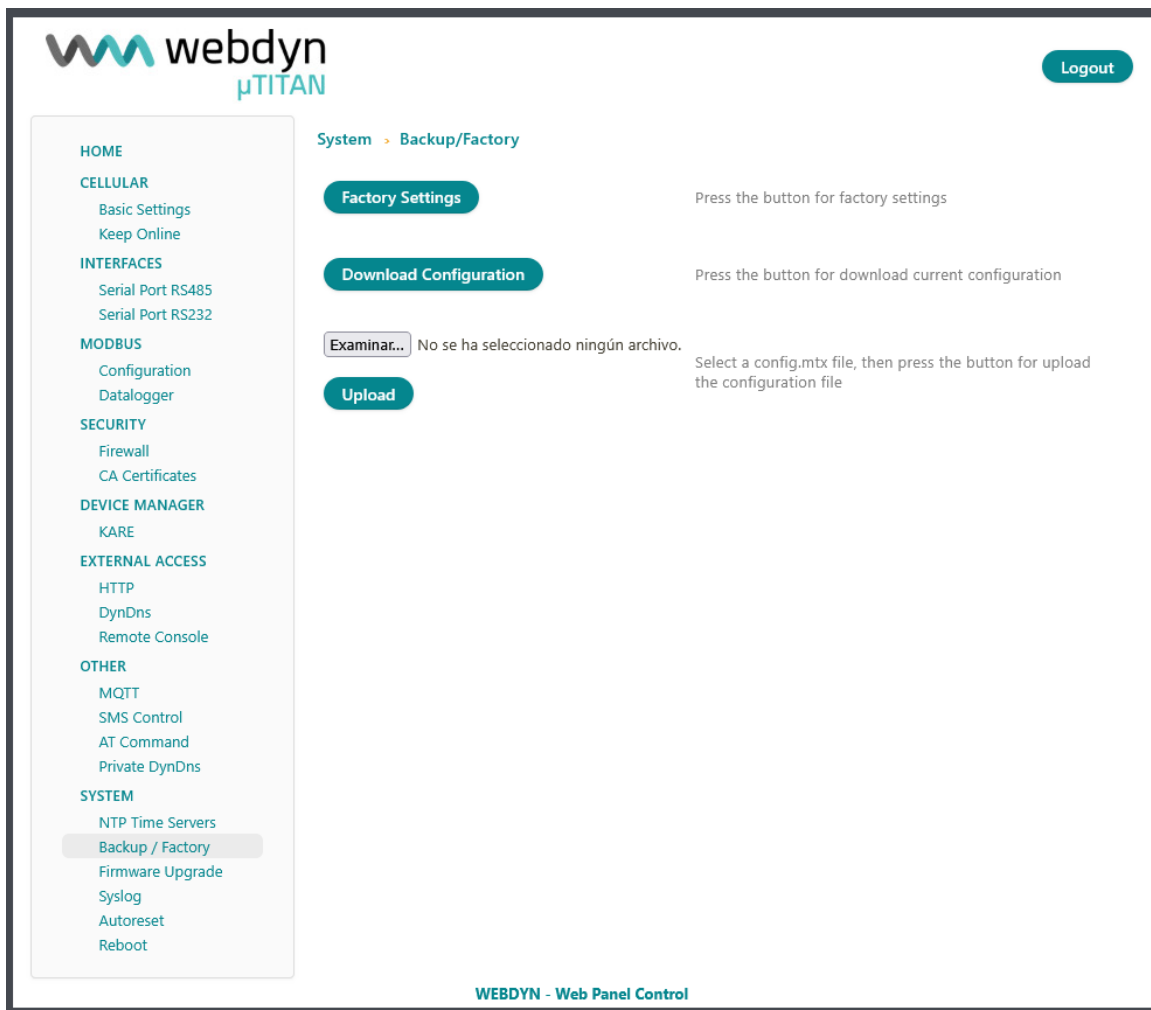 webdyn
µTITAN
Logout
HOME
CELLULAR
Basic Settings
Keep Online
INTERFACES
Serial Port RS485
Serial Port RS232
MODBUS
Configuration
Datalogger
SECURITY
Firewall
CA Certificates
DEVICE MANAGER
KARE
EXTERNAL ACCESS
HTTP
DynDns
Remote Console
OTHER
MQTT
SMS Control
AT Command
Private DynDns
SYSTEM
NTP Time Servers
Backup / Factory
Firmware Upgrade
Syslog
Autoreset
Reboot
System > Backup/Factory
Factory Settings
Press the button for factory settings
Download Configuration
Press the button for download current configuration
Examinar... No se ha seleccionado ningún archivo.
Upload
Select a config.mtx file, then press the button for upload
the configuration file
WEBDYN - Web Panel Control